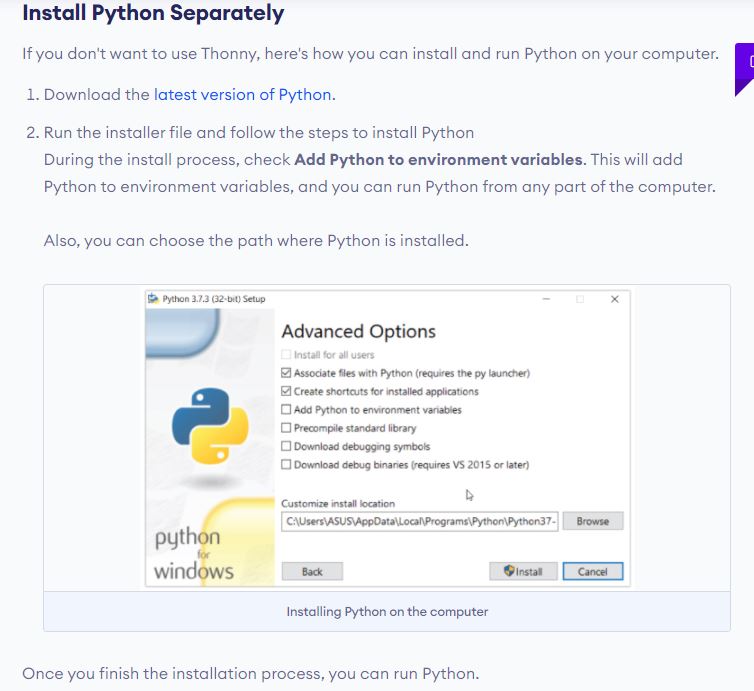 Install Python Separately
If you don't want to use Thonny, here's how you can install and run Python on your computer.
1. Download the latest version of Python.
2. Run the installer file and follow the steps to install Python
During the install process, check Add Python to environment variables. This will add
Python to environment variables, and you can run Python from any part of the computer.
Also, you can choose the path where Python is installed.
Python 3.7.3 (32-bit) Setup
Advanced Options
Install for all users
Associate files with Python (requires the py launcher)
Create shortcuts for installed applications
Add Python to environment variables
Precompile standard library
Download debugging symbols
Download debug binaries (requires VS 2015 or later)
Customize install location
C:\Users\ASUS\AppData\Local\Programs\Python\Python37-
Browse
python
for
windows
Back
Install
Cancel
Installing Python on the computer
Once you finish the installation process, you can run Python.